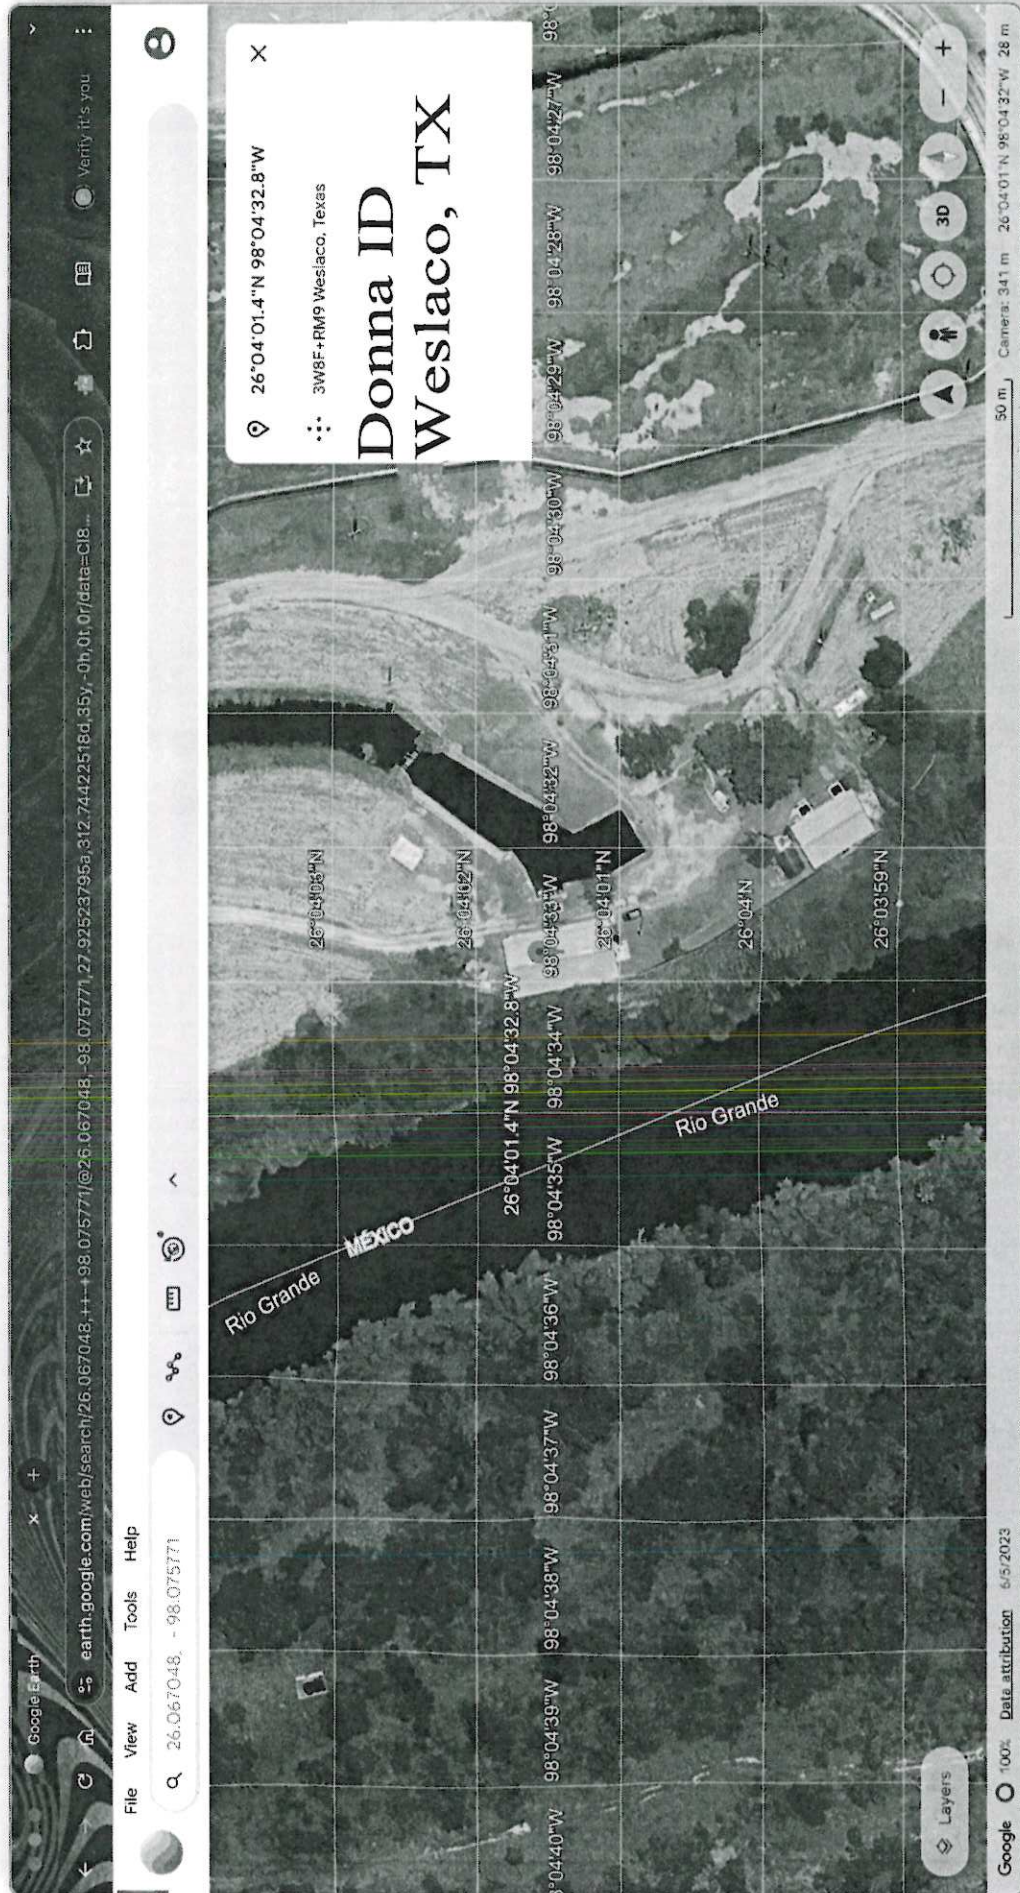 Google Earth
Verify it's you
earth.google.com/web/search/26.067048,++-+98.075771/@26.067048,-98.075771,27.92523795a,312.74422518d,35y,-0h,0t,0r/data=CI8...
File View Add Tools Help
26.067048, - 98.075771
26°04'01.4"N 98°04'32.8"W
3W8F+RM9 Weslaco, Texas
Donna ID
Weslaco, TX
Rio Grande
MÉXICO
26°04'03"N
26°04'02"N
26°04'01.4"N 98°04'32.8"W
98°04'39"W 98°04'38"W 98°04'37"W 98°04'36"W 98°04'35"W 98°04'34"W 98°04'33"W 98°04'32"W 98°04'31"W 98°04'30"W 98°04'29"W 98°04'28"W 98°04'27"W
26°04'01"N
Rio Grande
26°04'N
26°03'59"N
Layers
3D
Google 100% Data attribution 6/5/2023 50 m Camera: 341 m 26°04'01"N 98°04'32"W 28 m